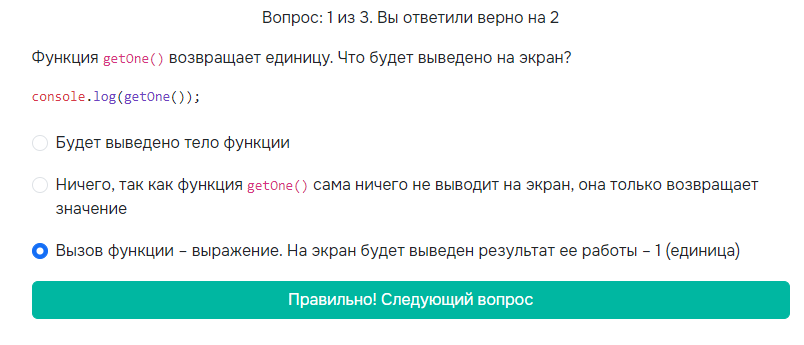 Вопрос: 1 из 3. Вы ответили верно на 2
Функция getOne() возвращает единицу. Что будет выведено на экран?
console.log(getOne());
Будет выведено тело функции
Ничего, так как функция getOne() сама ничего не выводит на экран, она только возвращает
значение
Вызов функции – выражение. На экран будет выведен результат ее работы – 1 (единица)
Правильно! Следующий вопрос